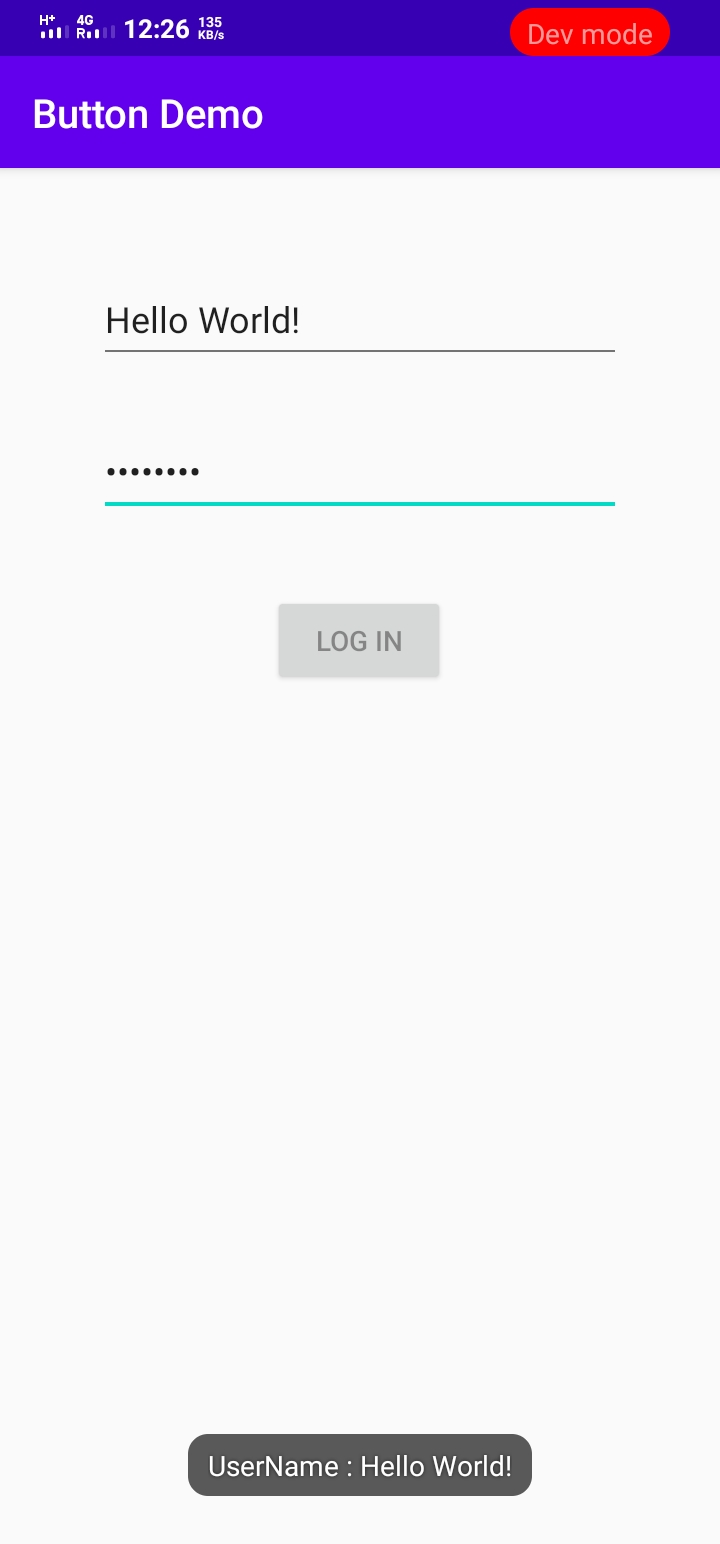 H+ 4G R 12:26 135 KB/s Dev mode
Button Demo
Hello World!
••••••••
LOG IN
UserName : Hello World!